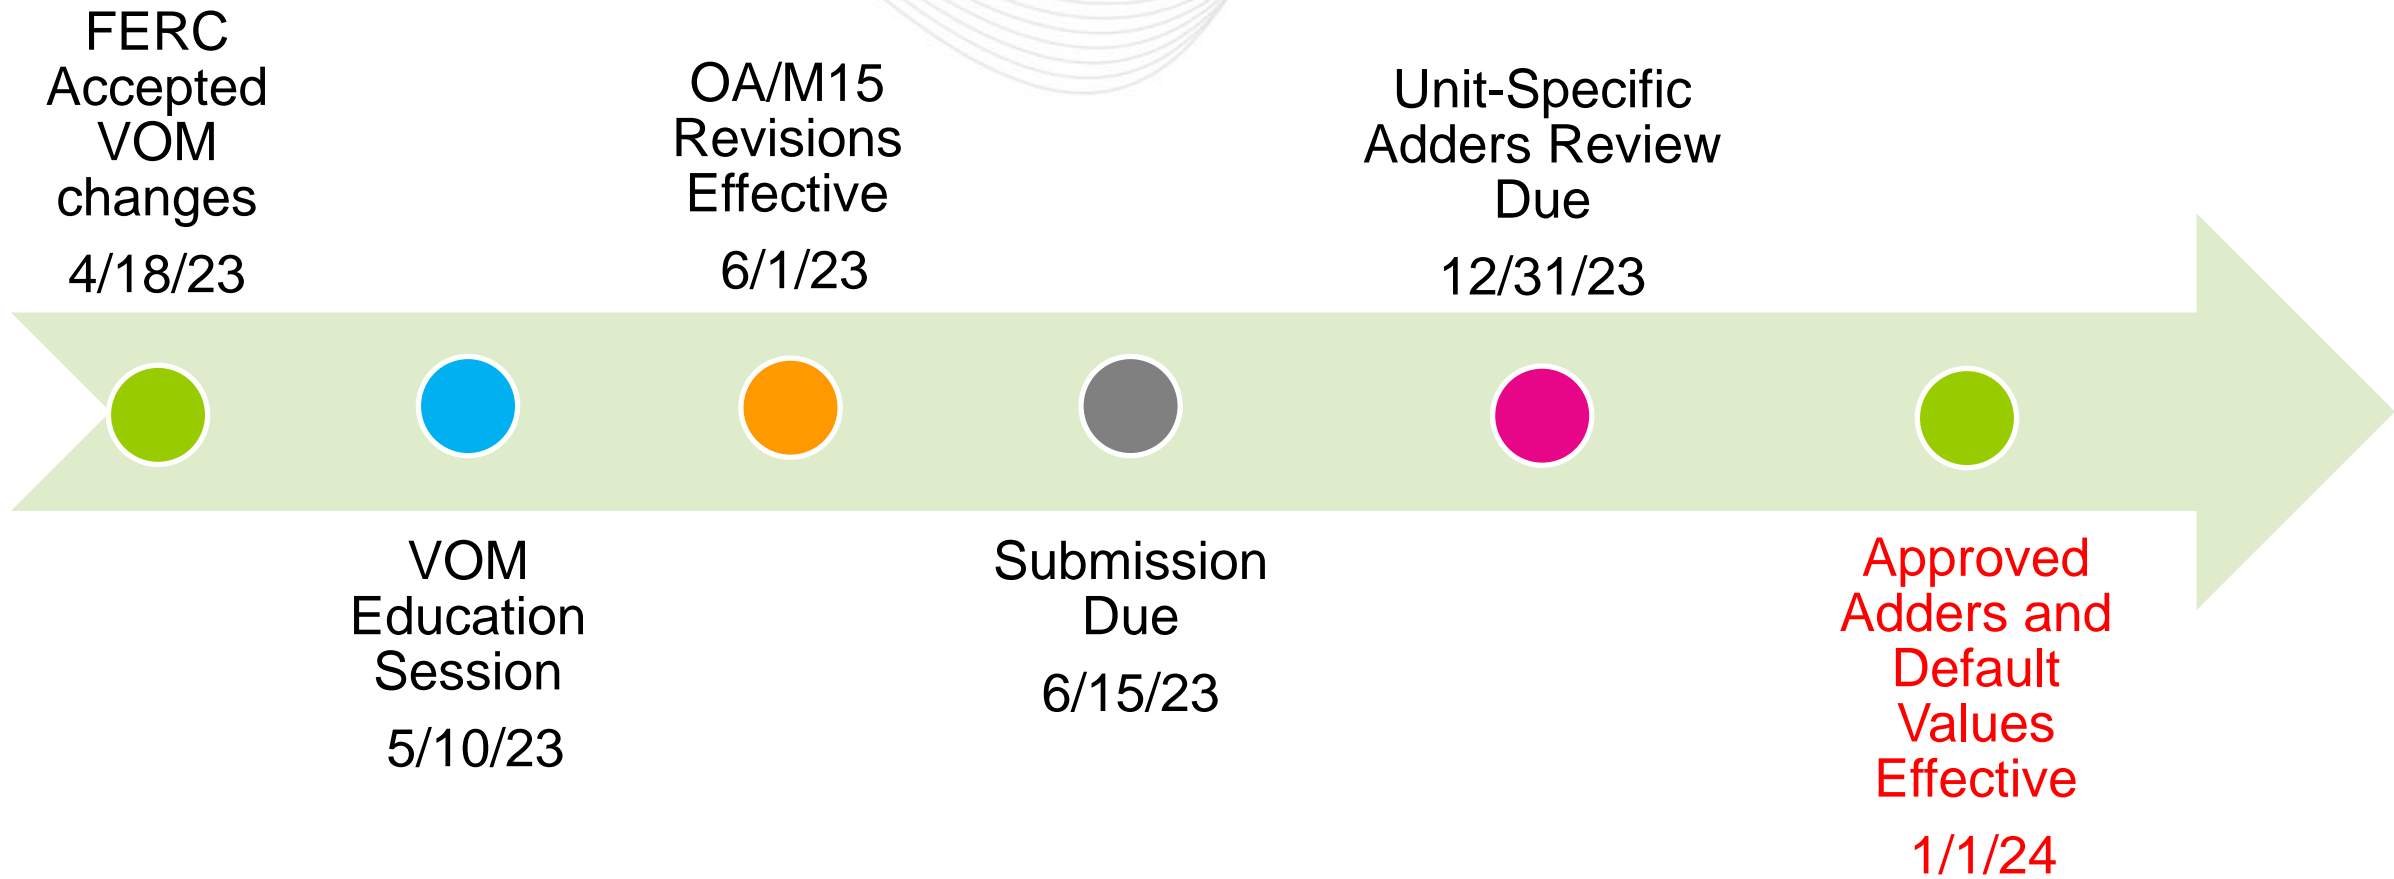 FERC
Accepted
VOM
changes
4/18/23
VOM
Education
Session
5/10/23
OA/M15
Revisions
Effective
6/1/23
Submission
Due
6/15/23
Unit-Specific
Adders Review
Due
12/31/23
Approved
Adders and
Default
Values
Effective
1/1/24